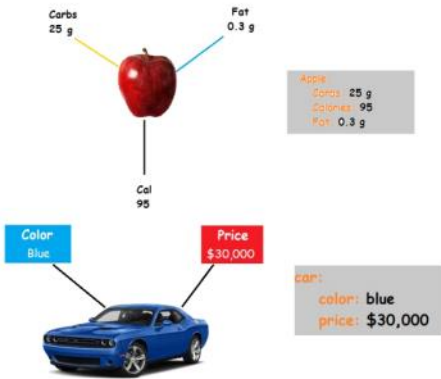 Carbs
25 g
Fat
0.3 g
Cal
95
Apple:
Carbs: 25 g
Calories: 95
Fat: 0.3 g
Color
Blue
Price
$30,000
car:
color: blue
price: $30,000